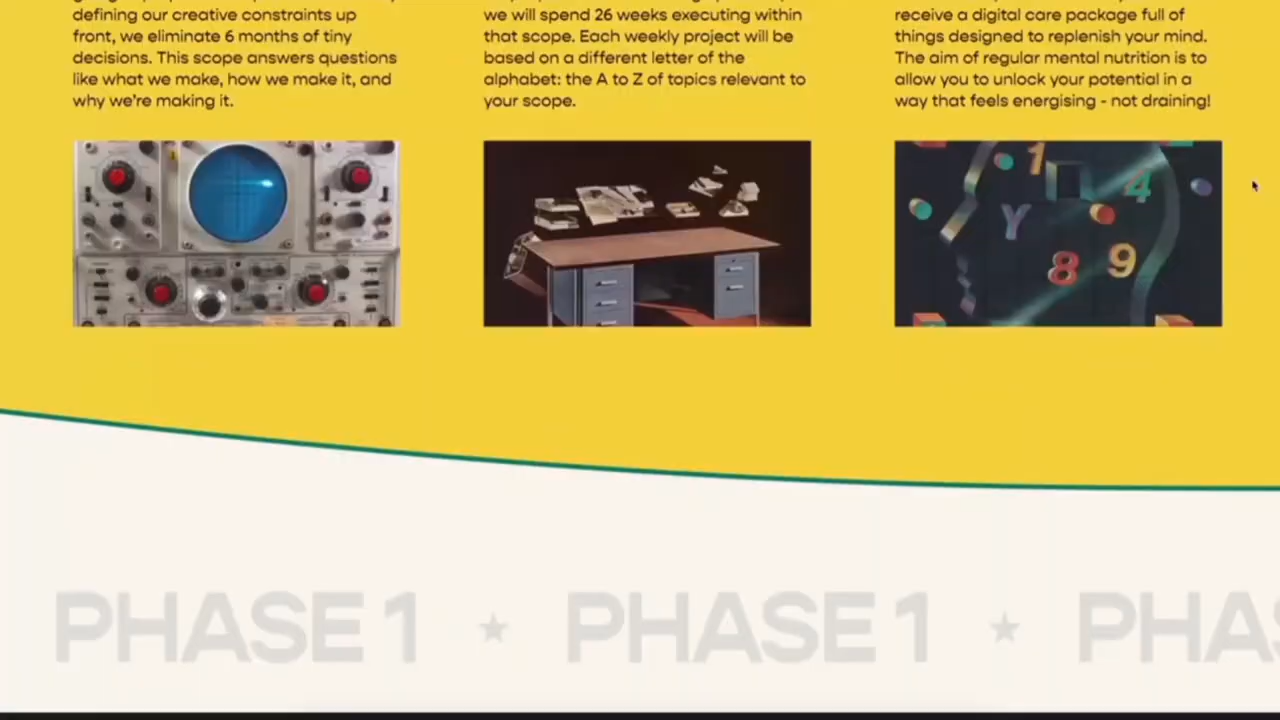 defining our creative constraints up
front, we eliminate 6 months of tiny
decisions. This scope answers questions
like what we make, how we make it, and
why we're making it.
we will spend 26 weeks executing within
that scope. Each weekly project will be
based on a different letter of the
alphabet: the A to Z of topics relevant to
your scope.
receive a digital care package full of
things designed to replenish your mind.
The aim of regular mental nutrition is to
allow you to unlock your potential in a
way that feels energising - not draining!
1
4
Y
8
9
PHASE 1 ★ PHASE 1 ★ PHAS